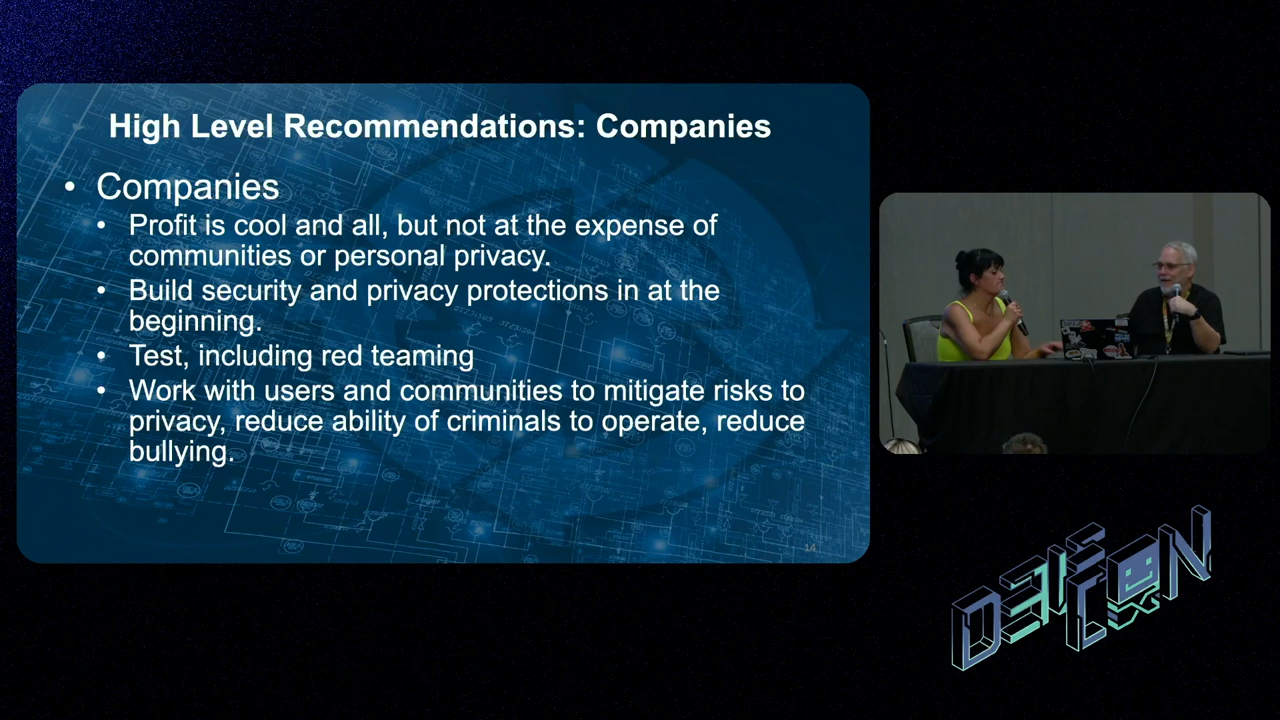 High Level Recommendations: Companies
• Companies
• Profit is cool and all, but not at the expense of
communities or personal privacy.
• Build security and privacy protections in at the
beginning.
• Test, including red teaming
• Work with users and communities to mitigate risks to
privacy, reduce ability of criminals to operate, reduce
bullying.
14
DEF CON